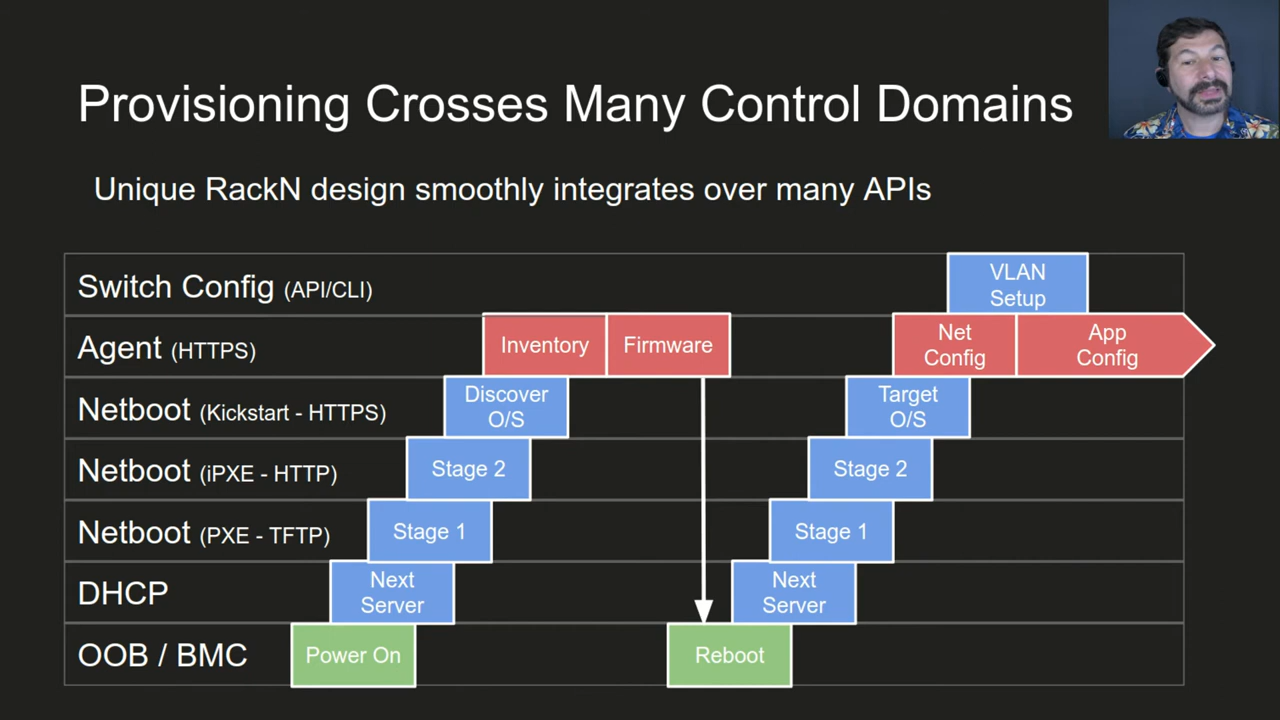 Provisioning Crosses Many Control Domains
Unique RackN design smoothly integrates over many APIs
Switch Config (API/CLI)
VLAN
Setup
Agent (HTTPS)
Inventory
Firmware
Net
Config
App
Config
Netboot (Kickstart - HTTPS)
Discover
O/S
Target
O/S
Netboot (iPXE - HTTP)
Stage 2
Stage 2
Netboot (PXE - TFTP)
Stage 1
Stage 1
DHCP
Next
Server
Next
Server
OOB / BMC
Power On
Reboot